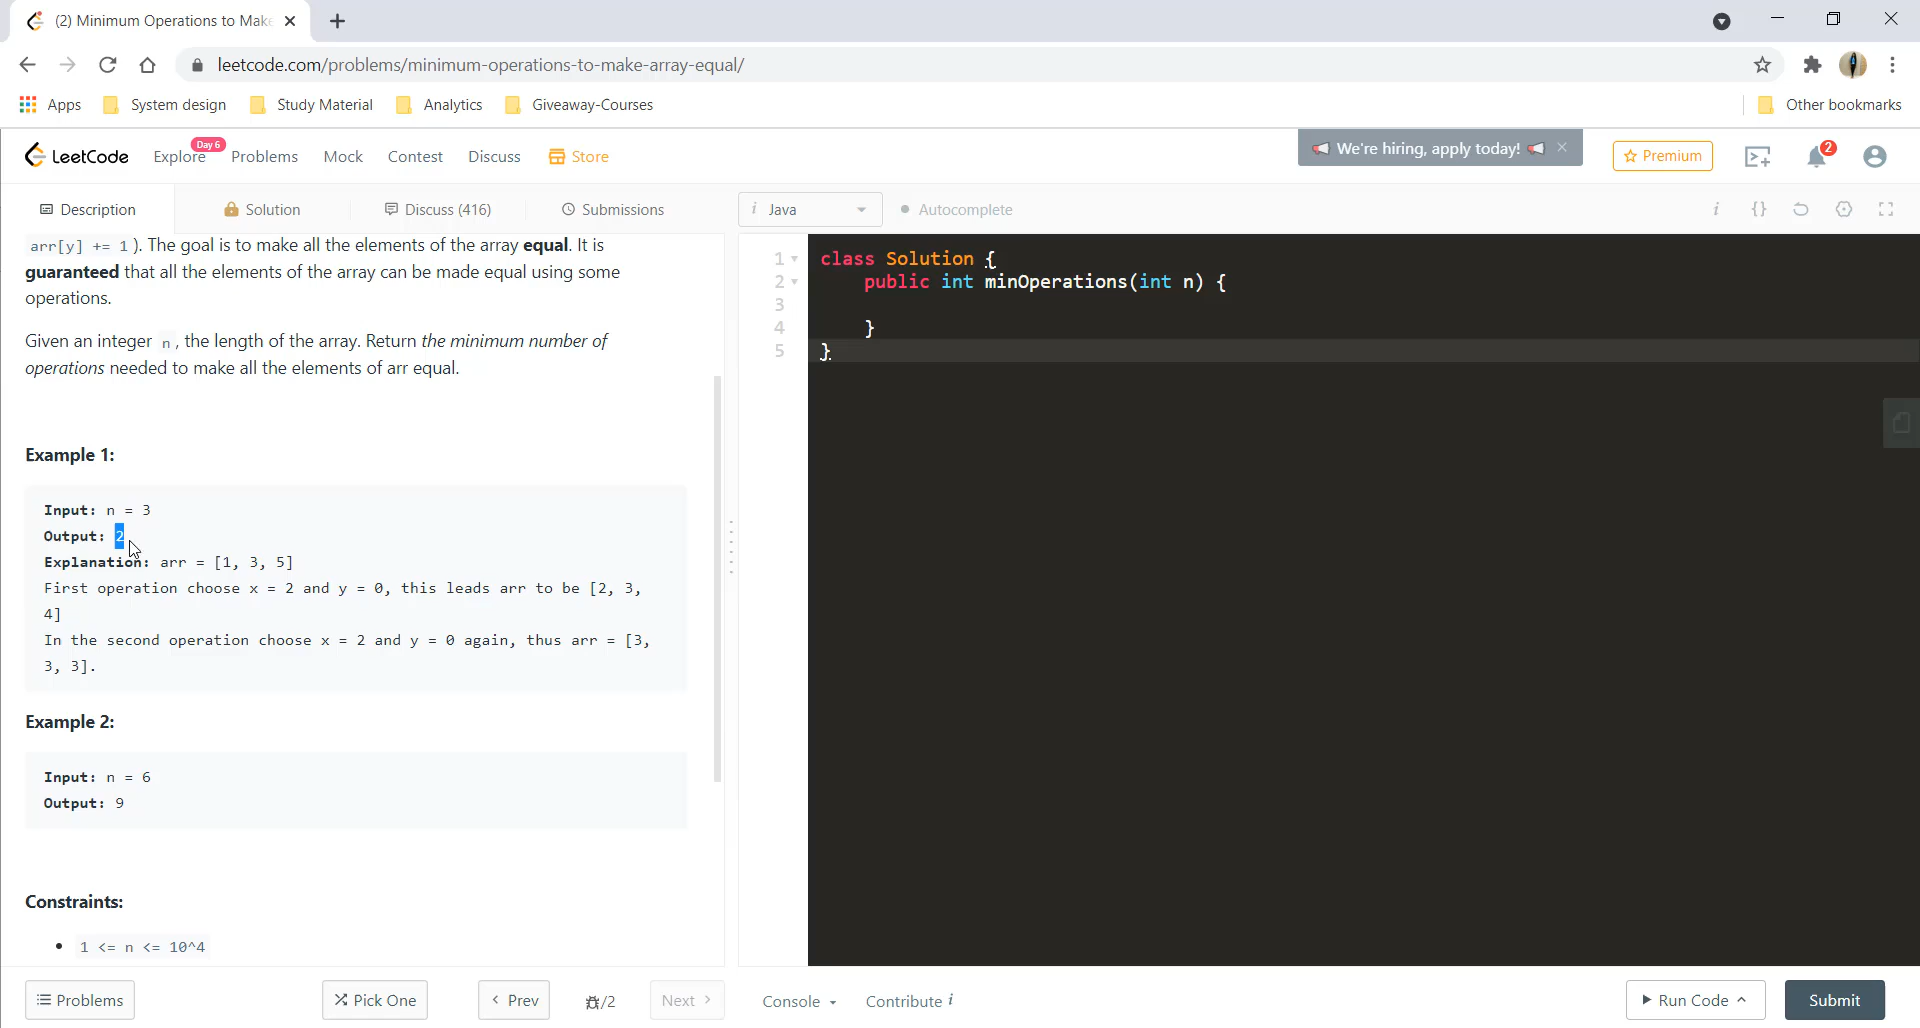 (2) Minimum Operations to Make
leetcode.com/problems/minimum-operations-to-make-array-equal/
Apps System design Study Material Analytics Giveaway-Courses Other bookmarks
LeetCode Explore Day 6 Problems Mock Contest Discuss Store We're hiring, apply today! Premium 2
Description Solution Discuss (416) Submissions i Java Autocomplete i {}
arr[y] += 1 ). The goal is to make all the elements of the array equal. It is
guaranteed that all the elements of the array can be made equal using some
operations.
Given an integer n , the length of the array. Return the minimum number of
operations needed to make all the elements of arr equal.
Example 1:
Input: n = 3
Output: 2
Explanation: arr = [1, 3, 5]
First operation choose x = 2 and y = 0, this leads arr to be [2, 3,
4]
In the second operation choose x = 2 and y = 0 again, thus arr = [3,
3, 3].
Example 2:
Input: n = 6
Output: 9
Constraints:
• 1 <= n <= 10^4
1 class Solution {
2 public int minOperations(int n) {
3
4 }
5 }
Problems Pick One < Prev /2 Next > Console Contribute i Run Code Submit